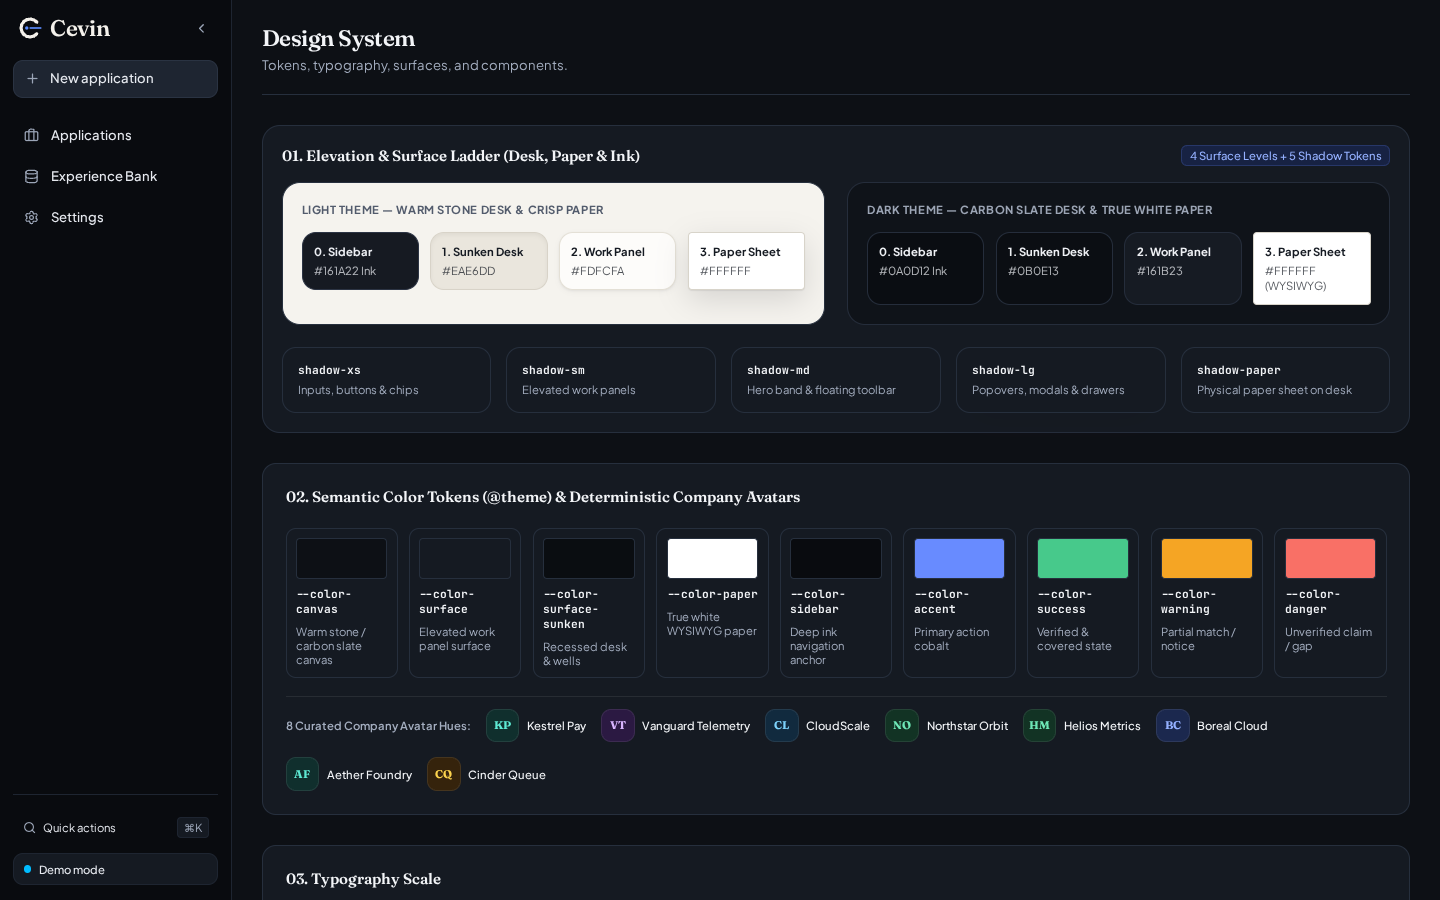 Cevin
New application
Applications
Experience Bank
Settings
Quick actions
⌘K
Demo mode
Design System
Tokens, typography, surfaces, and components.
01. Elevation & Surface Ladder (Desk, Paper & Ink)
4 Surface Levels + 5 Shadow Tokens
LIGHT THEME — WARM STONE DESK & CRISP PAPER
0. Sidebar
#161A22 Ink
1. Sunken Desk
#EAE6DD
2. Work Panel
#FDFCFA
3. Paper Sheet
#FFFFFF
DARK THEME — CARBON SLATE DESK & TRUE WHITE PAPER
0. Sidebar
#0A0D12 Ink
1. Sunken Desk
#0B0E13
2. Work Panel
#161B23
3. Paper Sheet
#FFFFFF
(WYSIWYG)
shadow-xs
Inputs, buttons & chips
shadow-sm
Elevated work panels
shadow-md
Hero band & floating toolbar
shadow-lg
Popovers, modals & drawers
shadow-paper
Physical paper sheet on desk
02. Semantic Color Tokens (@theme) & Deterministic Company Avatars
--color-
canvas
Warm stone /
carbon slate
canvas
--color-
surface
Elevated work
panel surface
--color-
surface-
sunken
Recessed desk
& wells
--color-paper
True white
WYSIWYG paper
--color-
sidebar
Deep ink
navigation
anchor
--color-
accent
Primary action
cobalt
--color-
success
Verified &
covered state
--color-
warning
Partial match /
notice
--color-
danger
Unverified claim
/ gap
8 Curated Company Avatar Hues:
KP Kestrel Pay
VT Vanguard Telemetry
CL CloudScale
NO Northstar Orbit
HM Helios Metrics
BC Boreal Cloud
AF Aether Foundry
CQ Cinder Queue
03. Typography Scale